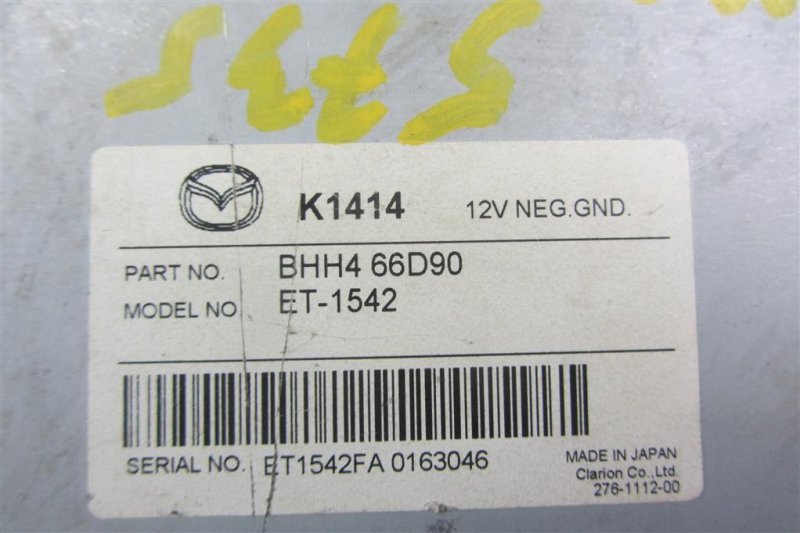 5735
K1414 12V NEG.GND.
PART NO. BHH4 66D90
MODEL NO. ET-1542
SERIAL NO. ET1542FA 0163046
MADE IN JAPAN
Clarion Co.,Ltd.
276-1112-00